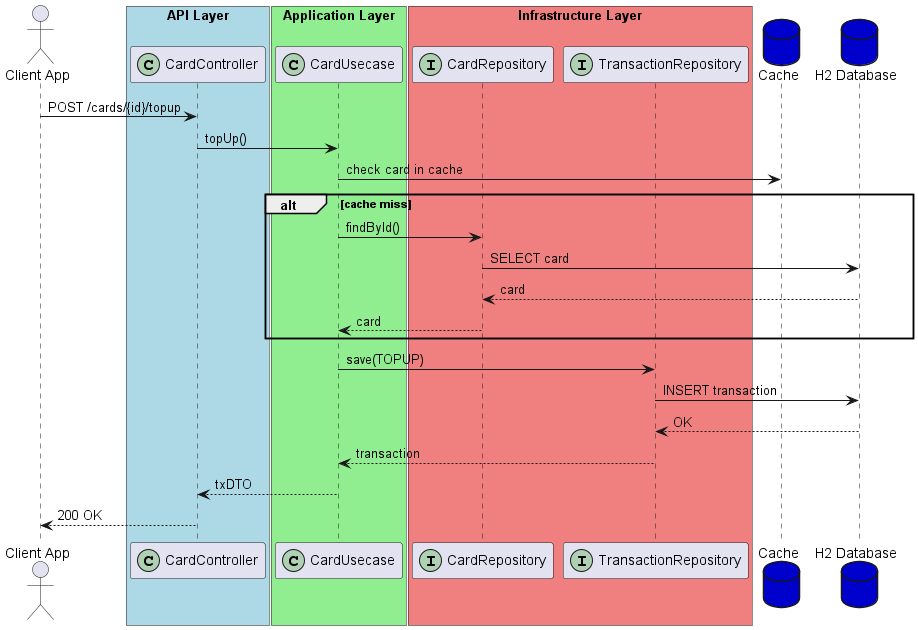 API Layer
Application Layer
Infrastructure Layer
Client App
C CardController
C CardUsecase
I CardRepository
I TransactionRepository
Cache
H2 Database
POST /cards/{id}/topup
topUp()
check card in cache
alt [cache miss]
findById()
SELECT card
card
card
save(TOPUP)
INSERT transaction
OK
transaction
txDTO
200 OK
Client App
C CardController
C CardUsecase
I CardRepository
I TransactionRepository
Cache
H2 Database